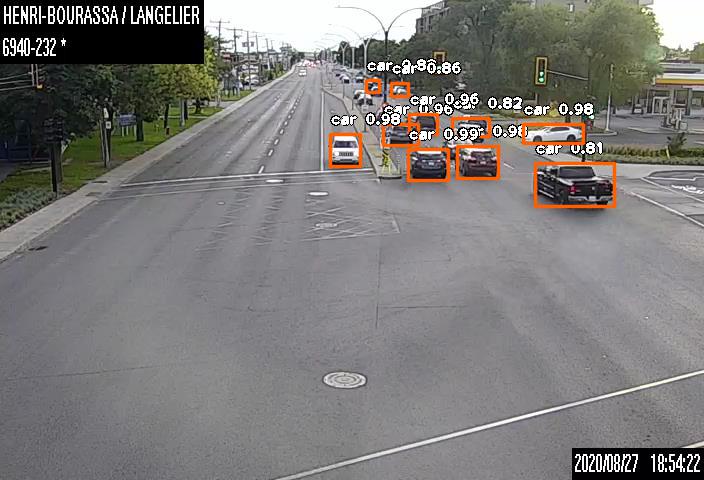 HENRI-BOURASSA / LANGELIER
6940-232 *
car 0.86
car 0.96
car 0.82
car 0.98
car 0.98
car 0.99
0.98
car 0.81
2020/08/27 18:54:22